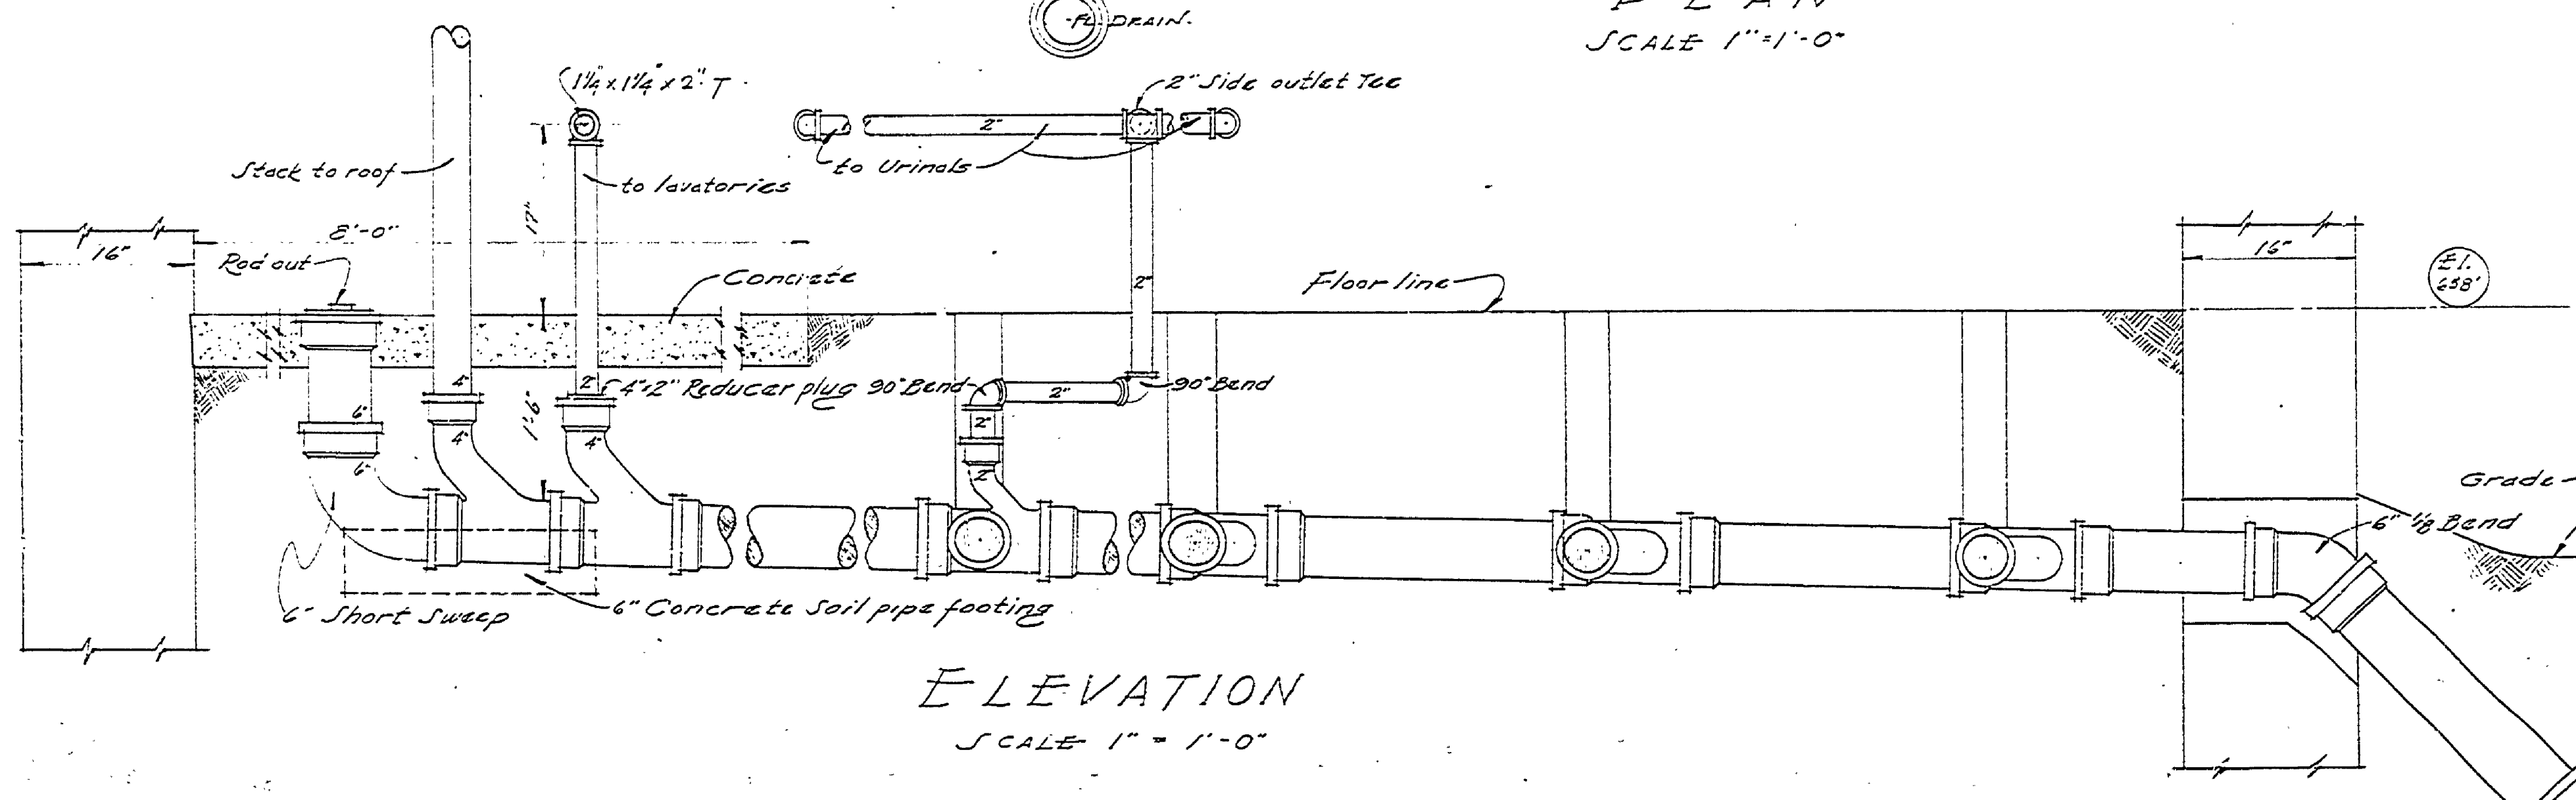 FL. DRAIN.
PLAN
SCALE 1"=1'-0"
1¼ x 1¼ x 2" T
2" Side outlet Tee
2"
Stack to roof
to lavatories
to Urinals
17"
8'-0"
16"
Rod out
Concrete
2"
Floor line
16"
El.
658'
4"
2"
4"x2" Reducer plug
90° Bend
2"
90° Bend
6"
4"
1'-6"
4"
2"
6"
2"
Grade
6" ⅛ Bend
6" Short Sweep
6" Concrete Soil pipe footing
ELEVATION
SCALE 1" = 1'-0"